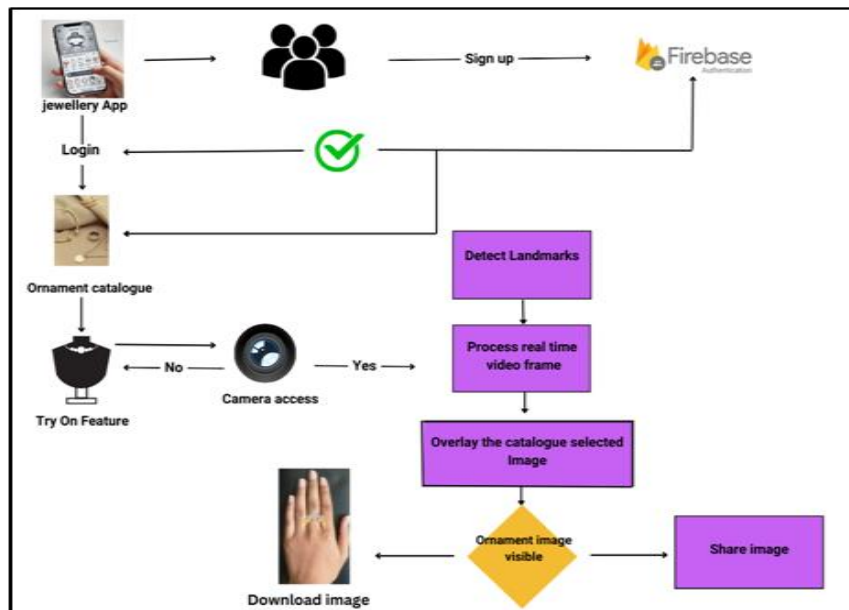 Sign up
Firebase
Authentication
jewellery App
Login
Detect Landmarks
Ornament catalogue
Process real time
video frame
No
Yes
Camera access
Try On Feature
Overlay the catalogue selected
Image
Ornament image
visible
Share image
Download image